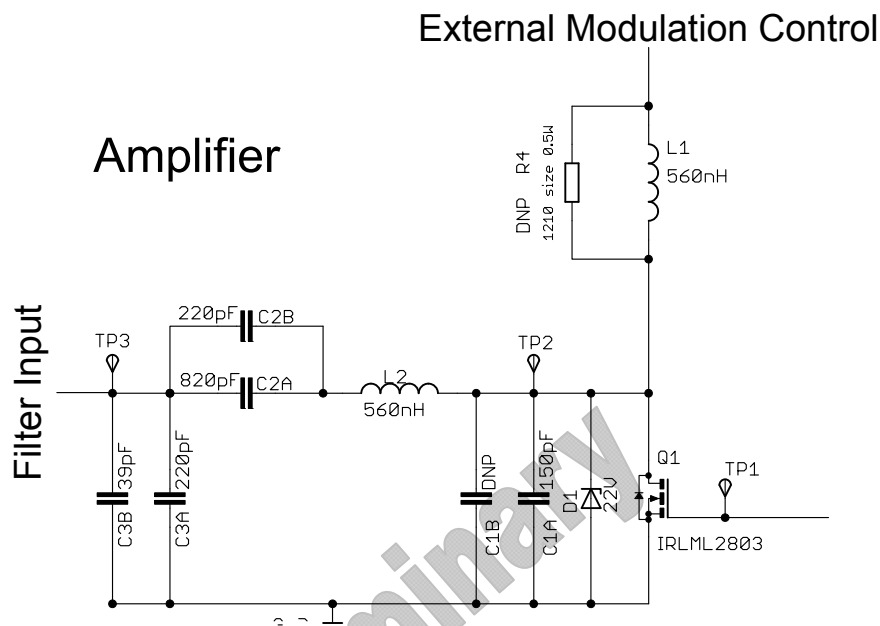 External Modulation Control
Amplifier
DNP R4
1210 size 0.5W
L1
560nH
Filter Input
TP3
220pF C2B
820pF C2A
L2
560nH
TP2
C3B 39pF
C3A 220pF
C1B DNP
C1A 150pF
D1
22V
Q1
TP1
IRLML2803